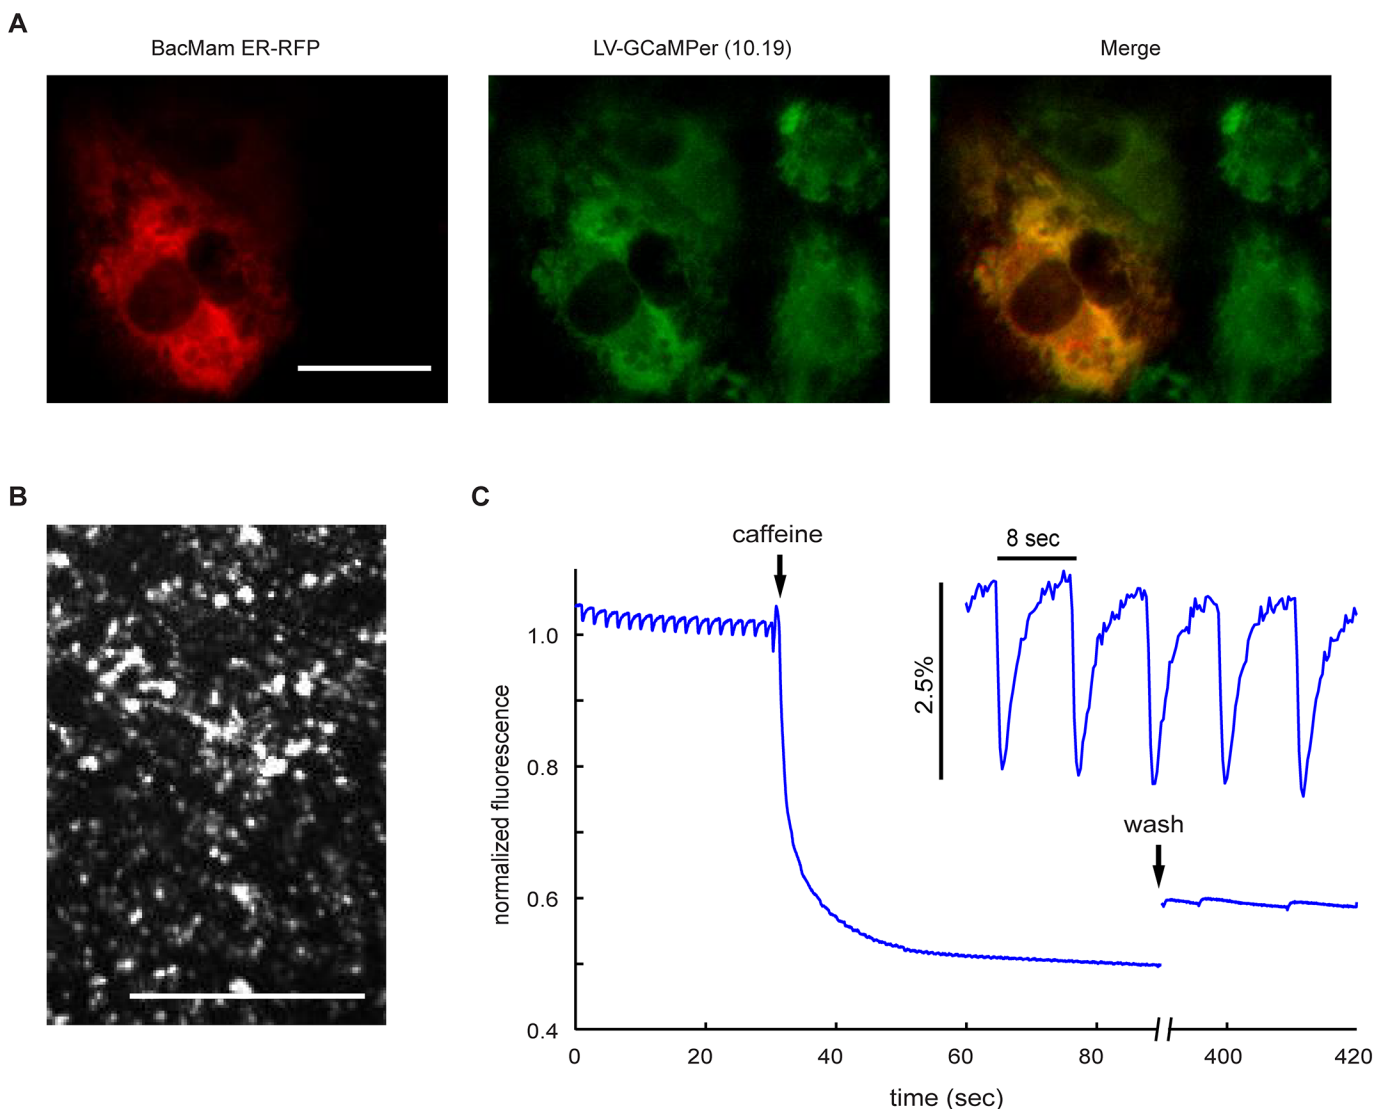 A
BacMam ER-RFP
LV-GCaMPer (10.19)
Merge
B
C
caffeine
8 sec
2.5%
wash
normalized fluorescence
1.0
0.8
0.6
0.4
0
20
40
60
80
400
420
time (sec)